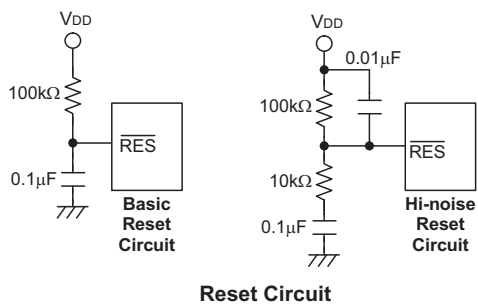 VDD
100kΩ
RES
0.1µF
Basic
Reset
Circuit
VDD
0.01µF
100kΩ
RES
10kΩ
0.1µF
Hi-noise
Reset
Circuit
Reset Circuit